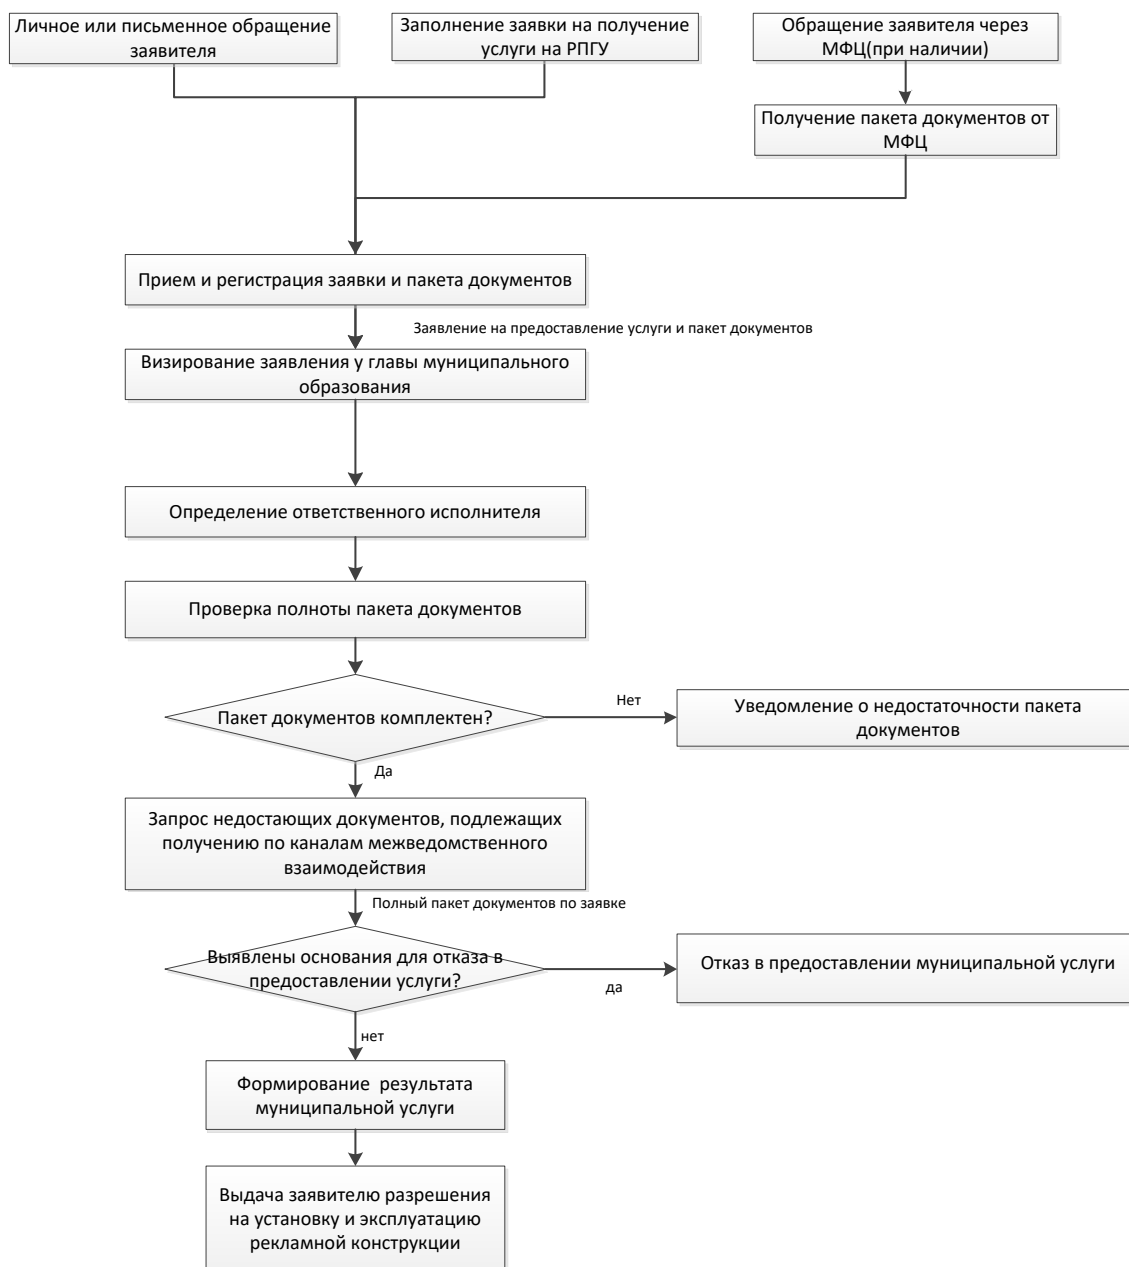 Личное или письменное обращение
заявителя
Заполнение заявки на получение
услуги на РПГУ
Обращение заявителя через
МФЦ(при наличии)
Получение пакета документов от
МФЦ
Прием и регистрация заявки и пакета документов
Заявление на предоставление услуги и пакет документов
Визирование заявления у главы муниципального
образования
Определение ответственного исполнителя
Проверка полноты пакета документов
Пакет документов комплектен?
Нет
Уведомление о недостаточности пакета
документов
Да
Запрос недостающих документов, подлежащих
получению по каналам межведомственного
взаимодействия
Полный пакет документов по заявке
Выявлены основания для отказа в
предоставлении услуги?
да
Отказ в предоставлении муниципальной услуги
нет
Формирование  результата
муниципальной услуги
Выдача заявителю разрешения
на установку и эксплуатацию
рекламной конструкции